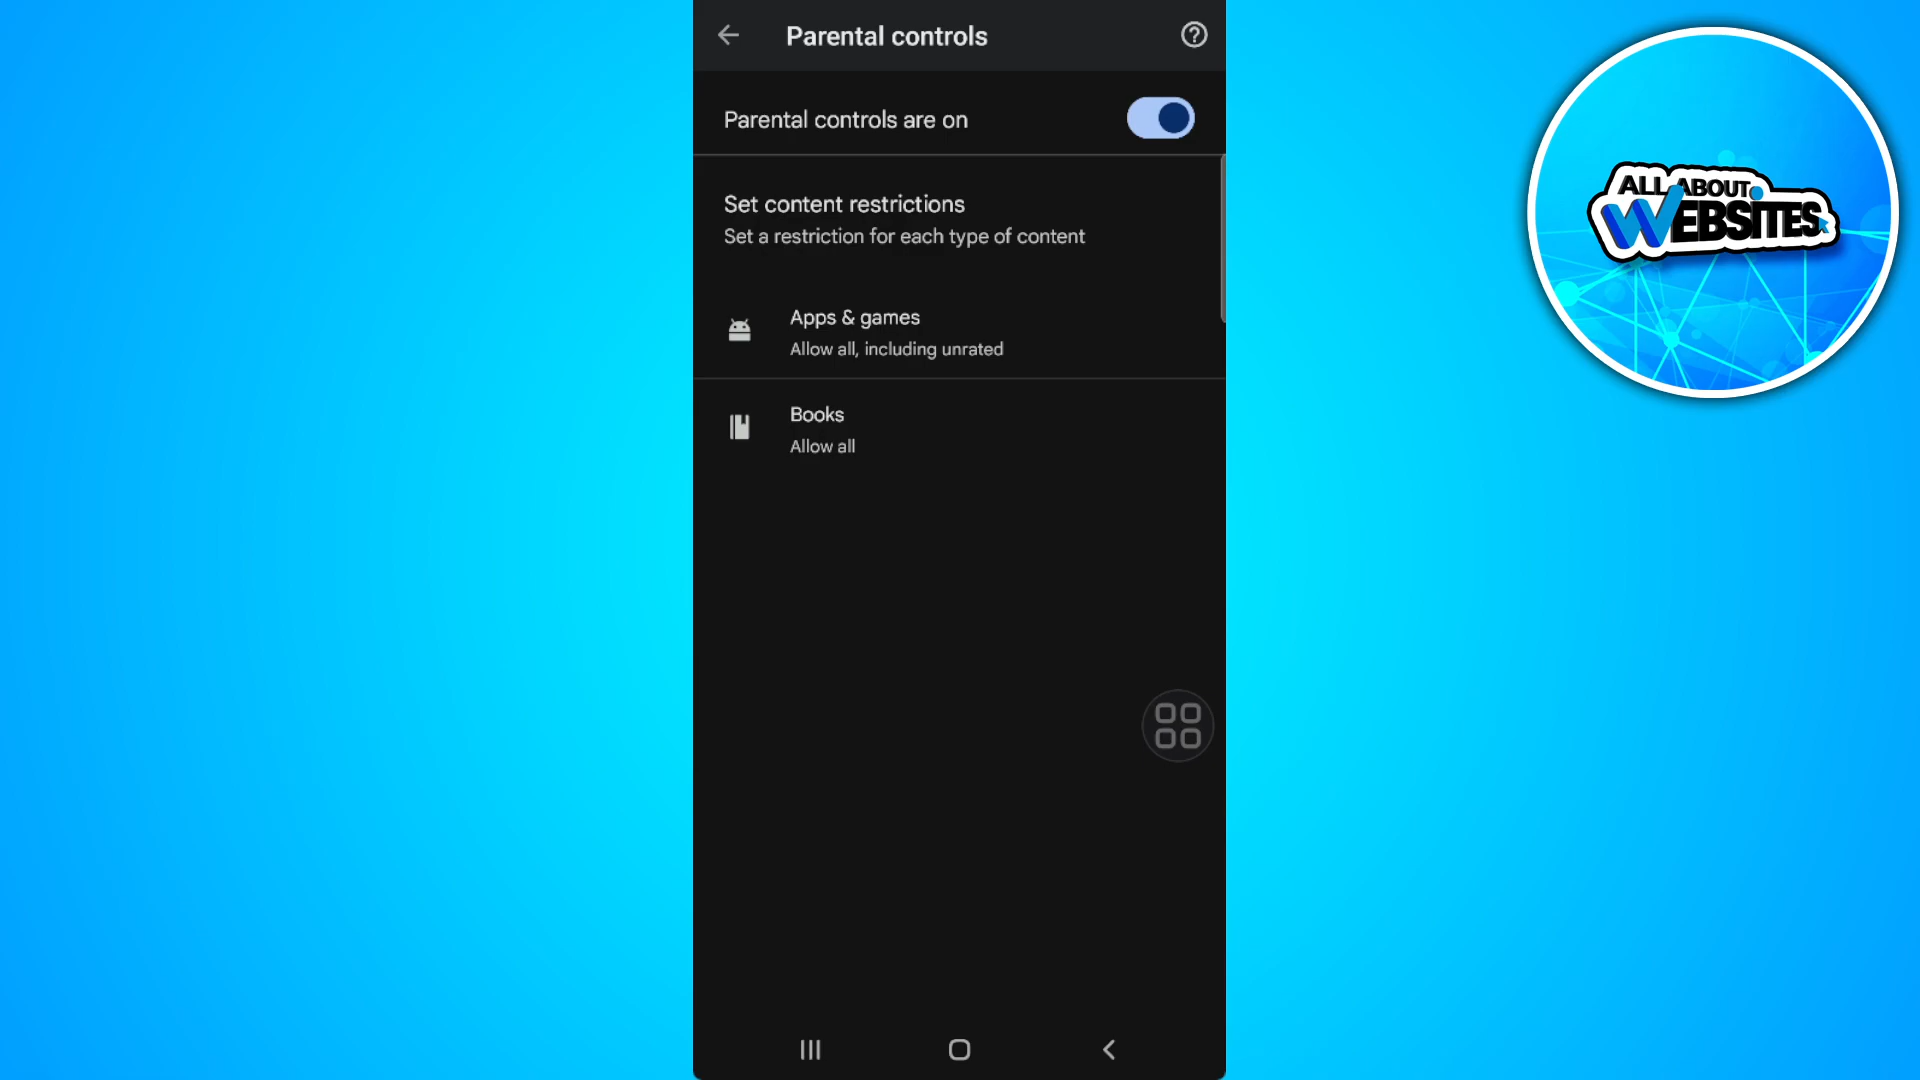 Parental controls
Parental controls are on
Set content restrictions
Set a restriction for each type of content
Apps & games
Allow all, including unrated
Books
Allow all
ALL ABOUT
WEBSITES